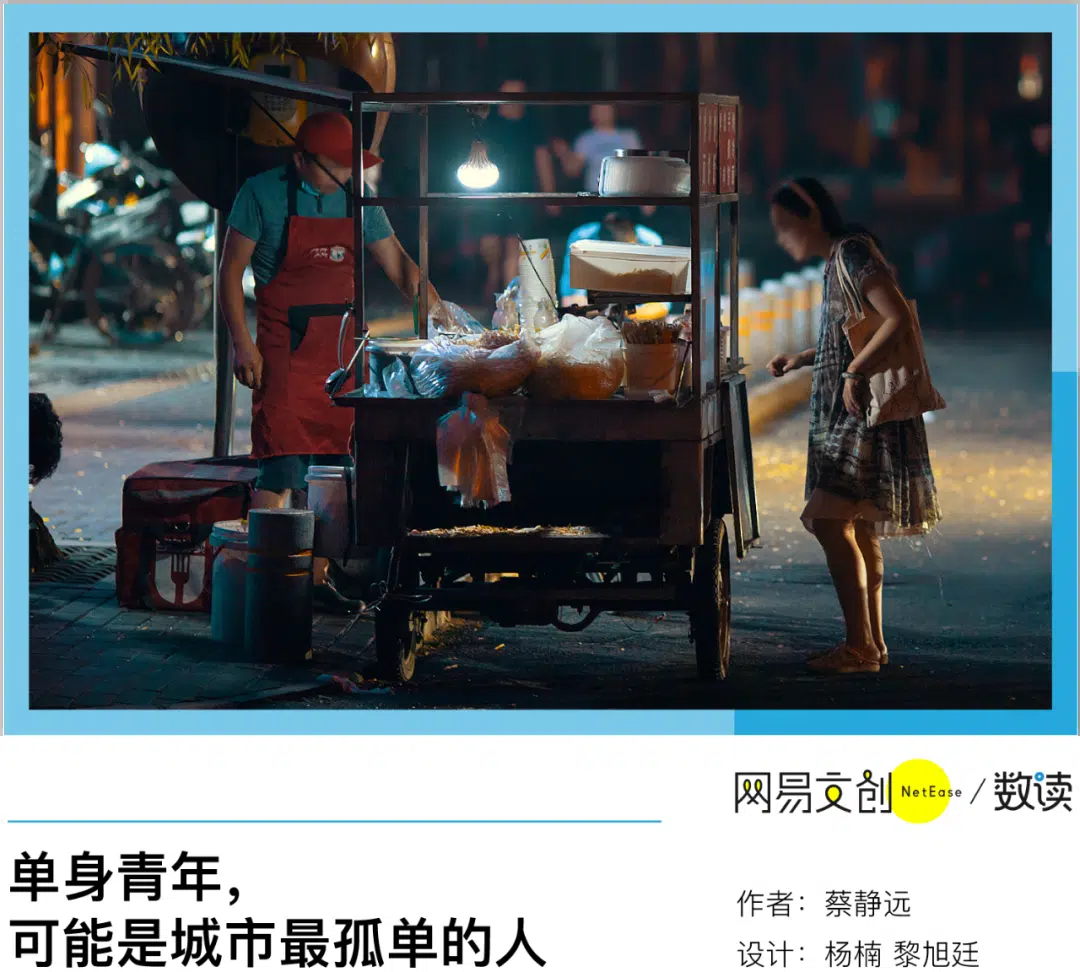 网易文创 NetEase / 数读
单身青年，
可能是城市最孤单的人
作者：蔡静远
设计：杨楠 黎旭廷